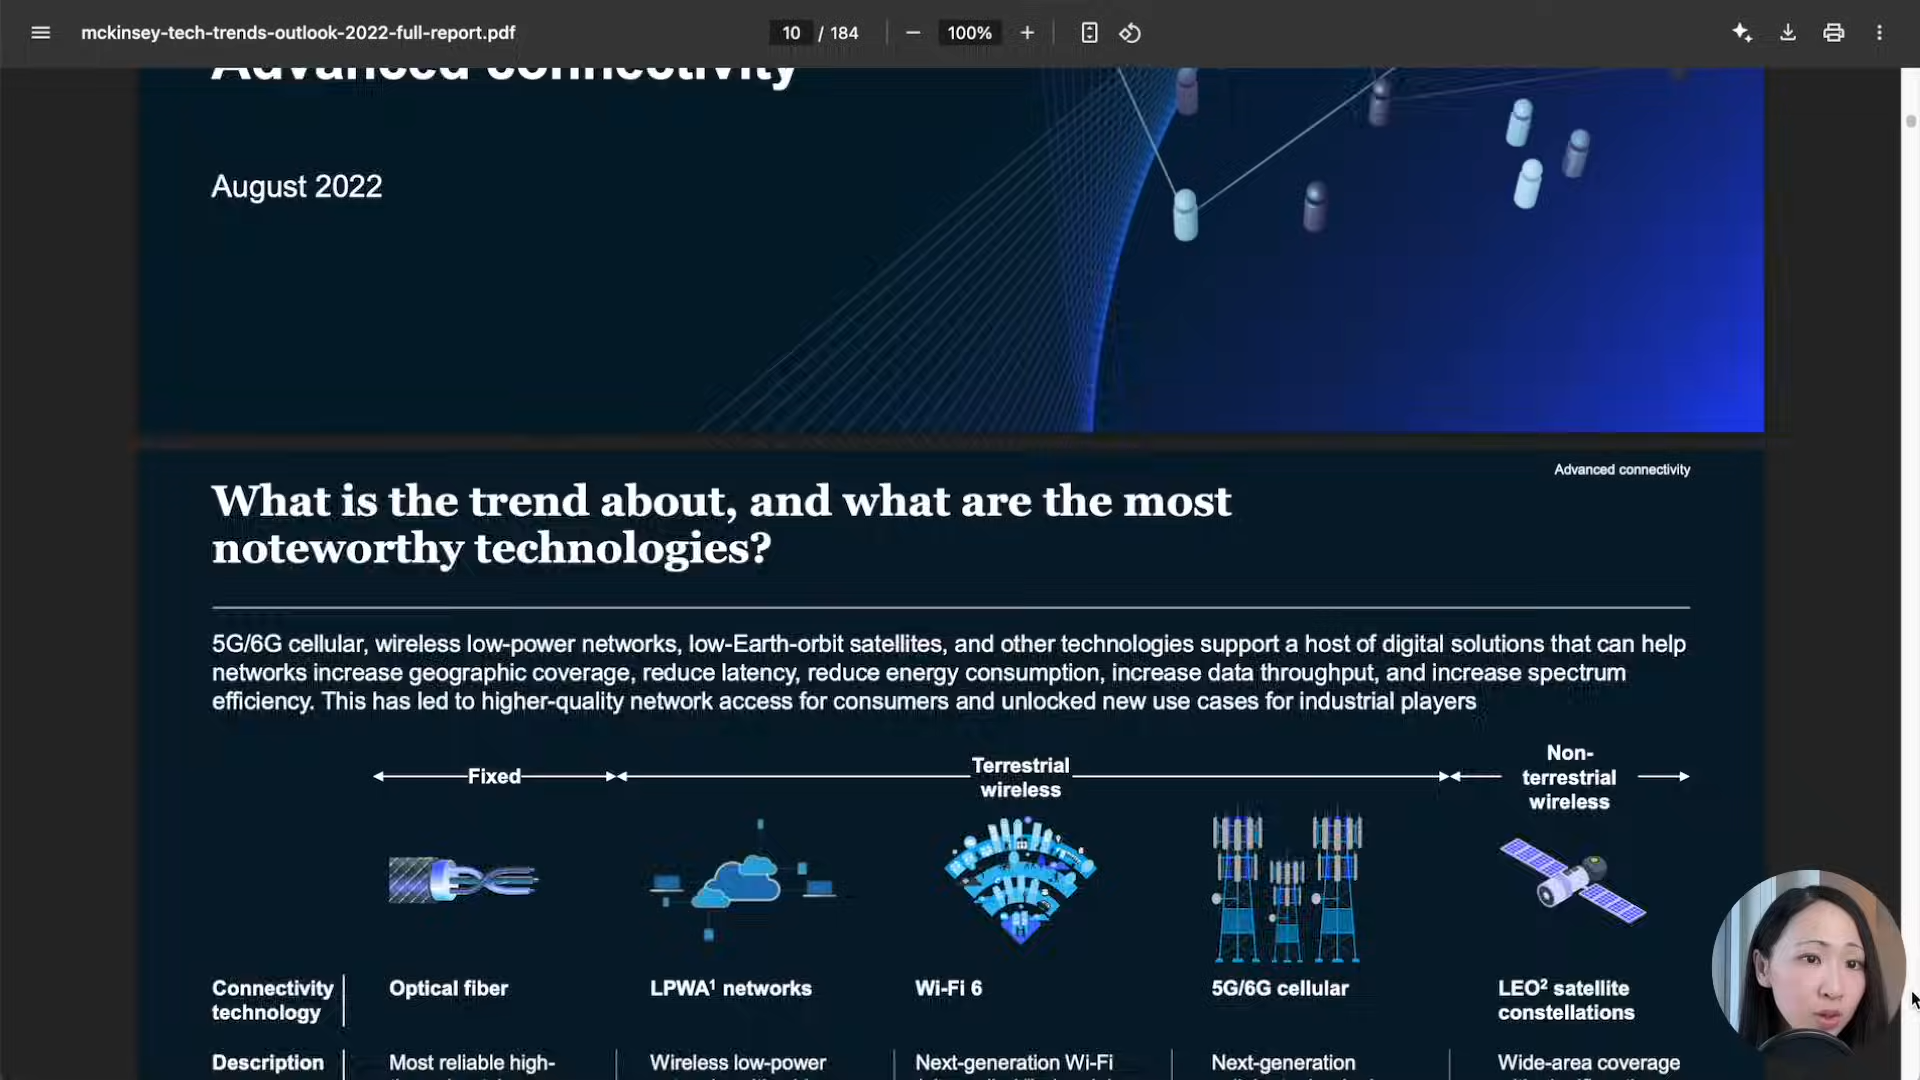 mckinsey-tech-trends-outlook-2022-full-report.pdf
10 / 184
100%
Advanced connectivity
August 2022
Advanced connectivity
What is the trend about, and what are the most
noteworthy technologies?
5G/6G cellular, wireless low-power networks, low-Earth-orbit satellites, and other technologies support a host of digital solutions that can help
networks increase geographic coverage, reduce latency, reduce energy consumption, increase data throughput, and increase spectrum
efficiency. This has led to higher-quality network access for consumers and unlocked new use cases for industrial players
Fixed
Terrestrial
wireless
Non-
terrestrial
wireless
Connectivity
technology
Optical fiber
LPWA¹ networks
Wi-Fi 6
5G/6G cellular
LEO² satellite
constellations
Description
Most reliable high-
Wireless low-power
Next-generation Wi-Fi
Next-generation
Wide-area coverage